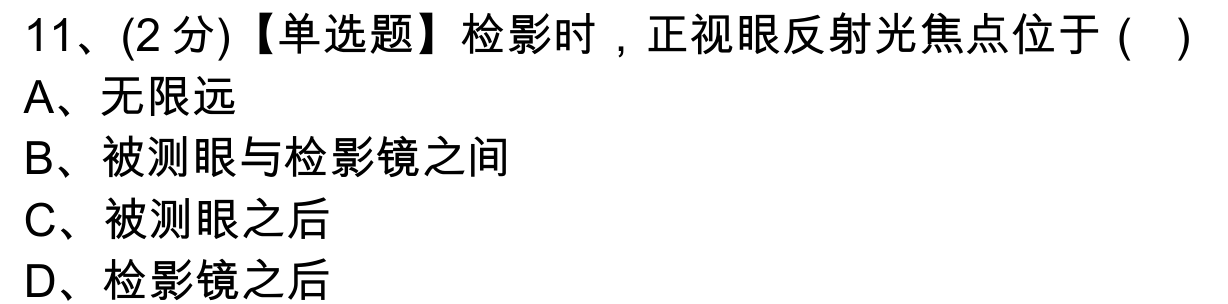 11、(2 分)【单选题】检影时，正视眼反射光焦点位于 (    )
A、无限远
B、被测眼与检影镜之间
C、被测眼之后
D、检影镜之后